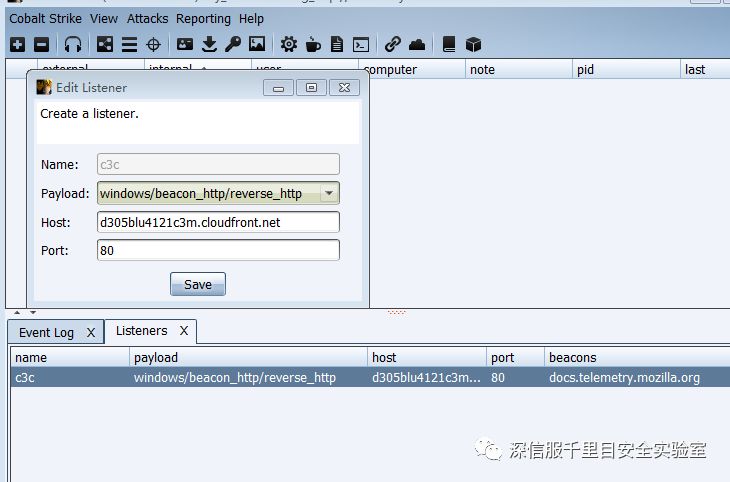 Cobalt Strike View Attacks Reporting Help
external internal user computer note pid last
Edit Listener
Create a listener.
Name: c3c
Payload: windows/beacon_http/reverse_http
Host: d305blu4121c3m.cloudfront.net
Port: 80
Save
Event Log X Listeners X
name payload host port beacons
c3c windows/beacon_http/reverse_http d305blu4121c3m... 80 docs.telemetry.mozilla.org
深信服千里目安全实验室